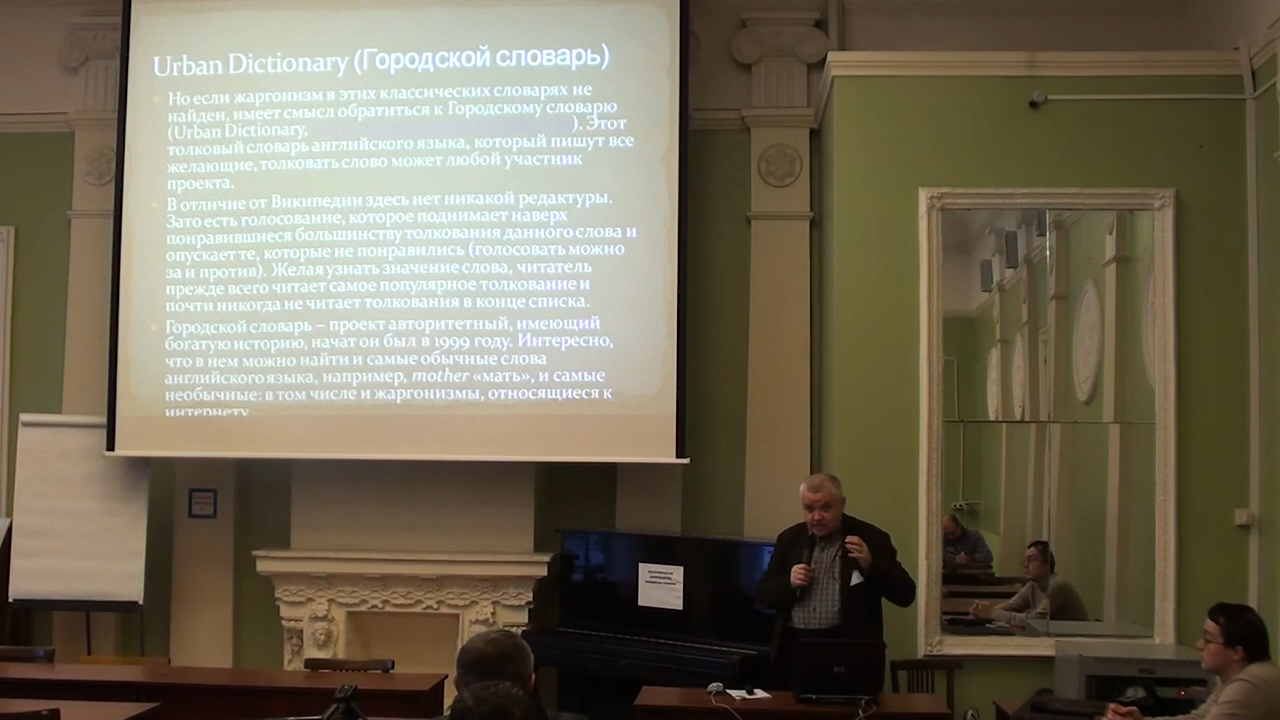 Urban Dictionary (Городской словарь)
Но если жаргонизм в этих классических словарях не
найден, имеет смысл обратиться к Городскому словарю
(Urban Dictionary, ). Этот
толковый словарь английского языка, который пишут все
желающие, толковать слово может любой участник
проекта.
В отличие от Википедии здесь нет никакой редактуры.
Зато есть голосование, которое поднимает наверх
понравившиеся большинству толкования данного слова и
опускает те, которые не понравились (голосовать можно
за и против). Желая узнать значение слова, читатель
прежде всего читает самое популярное толкование и
почти никогда не читает толкования в конце списка.
Городской словарь – проект авторитетный, имеющий
богатую историю, начат он был в 1999 году. Интересно,
что в нем можно найти и самые обычные слова
английского языка, например, mother «мать», и самые
необычные: в том числе и жаргонизмы, относящиеся к
интернету